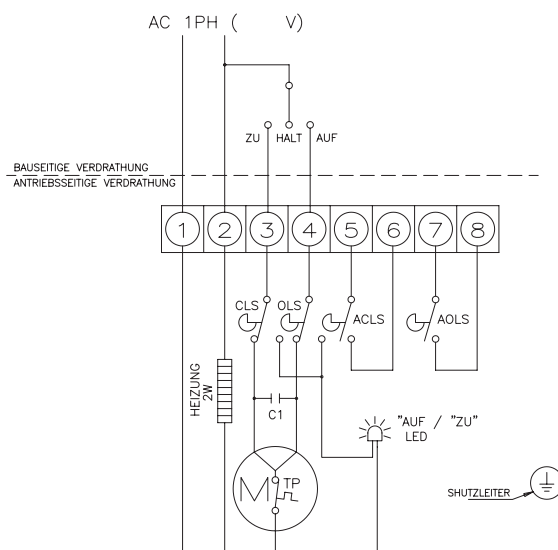 AC 1PH ( V)
ZU HALT AUF
BAUSEITIGE VERDRATHUNG
ANTRIEBSSEITIGE VERDRATHUNG
1 2 3 4 5 6 7 8
CLS OLS ACLS AOLS
HEIZUNG
2W
C1
"AUF / "ZU"
LED
M TP
SHUTZLEITER